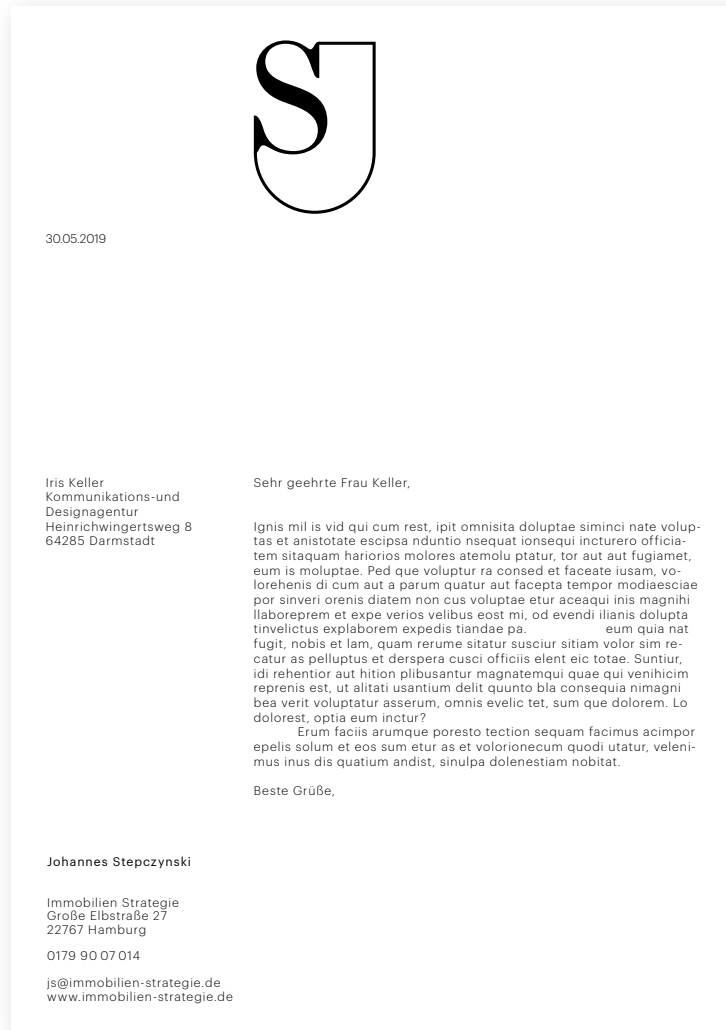 SJ
30.05.2019
Iris Keller
Kommunikations-und
Designagentur
Heinrichwingertsweg 8
64285 Darmstadt
Sehr geehrte Frau Keller,
Ignis mil is vid qui cum rest, ipit omnisita doluptae siminci nate volup-
tas et anistotate escipsa nduntio nsequat ionsequi incturero officia-
tem sitaquam hariorios molores atemolu ptatur, tor aut aut fugiamet,
eum is moluptae. Ped que voluptur ra consed et faceate iusam, vo-
lorehenis di cum aut a parum quatur aut facepta tempor modiaesciae
por sinveri orenis diatem non cus voluptae etur aceaqui inis magnihi
llaboreprem et expe verios velibus eost mi, od evendi ilianis dolupta
tinvelictus explaborem expedis tiandae pa. eum quia nat
fugit, nobis et lam, quam rerume sitatur susciur sitiam volor sim re-
catur as pelluptus et derspera cusci officiis elent eic totae. Suntiur,
idi rehentior aut hition plibusantur magnatemqui quae qui venihicim
reprenis est, ut alitati usantium delit qounto bla consequia nimagni
bea verit voluptatur asserum, omnis evelic tet, sum que dolorem. Lo
dolorest, optia eum inctur?
Erum faciis arumque poresto tection sequam facimus acimpor
epelis solum et eos sum etur as et volorionecum quodi utatur, veleni-
mus inus dis quatium andist, sinulpa dolenestiam nobitat.
Beste Grüße,
Johannes Stepczynski
Immobilien Strategie
Große Elbstraße 27
22767 Hamburg
0179 90 07 014
js@immobilien-strategie.de
www.immobilien-strategie.de